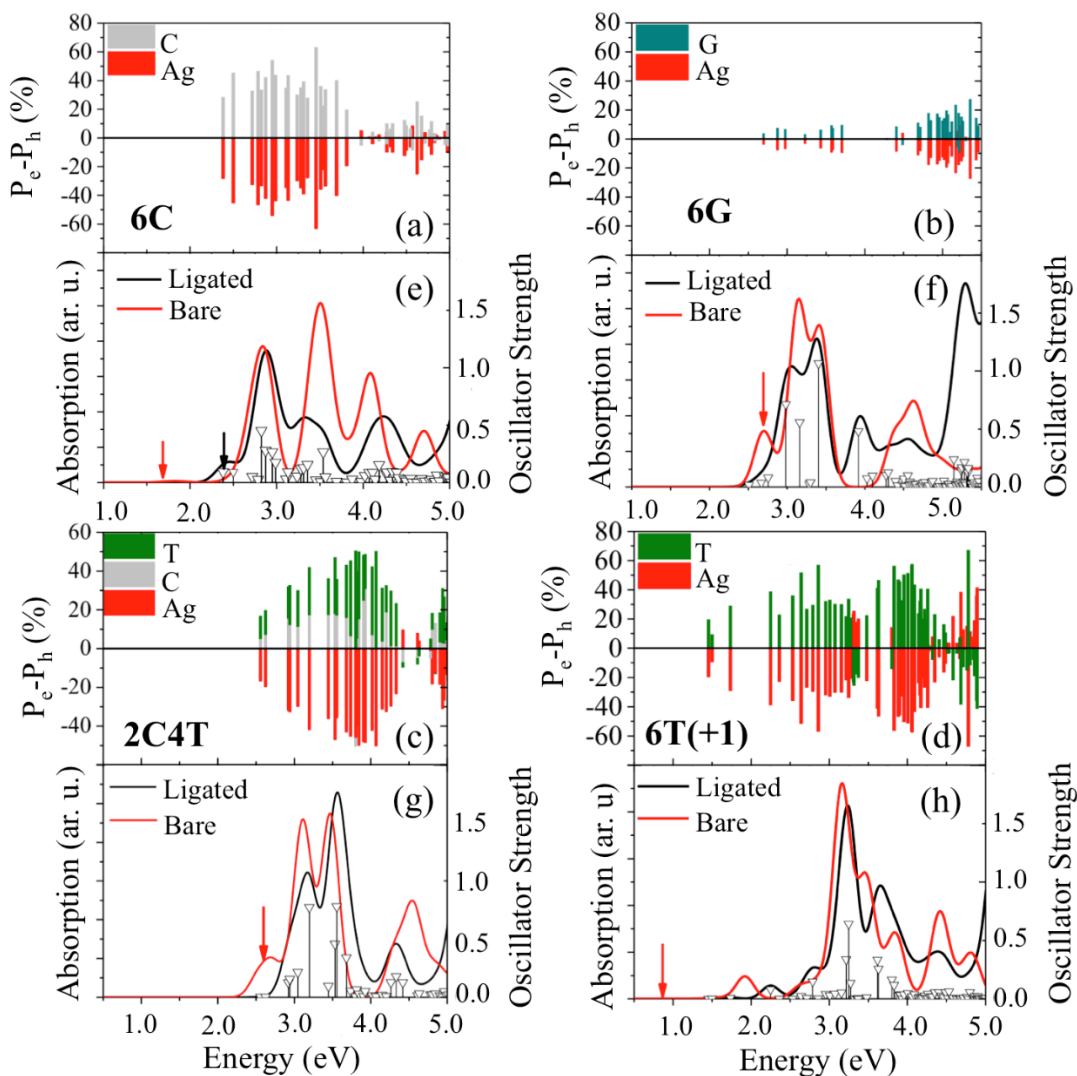 80
60
40
20
0
-20
-40
-60
P_e-P_h (%)
C
Ag
6C
(a)
80
60
40
20
0
-20
-40
-60
P_e-P_h (%)
G
Ag
6G
(b)
Absorption (ar. u.)
Ligated
Bare
(e)
1.5
1.0
0.5
0.0
Oscillator Strength
1.0 2.0 3.0 4.0 5.0
Absorption (ar. u.)
Ligated
Bare
(f)
1.5
1.0
0.5
0.0
Oscillator Strength
1.0 2.0 3.0 4.0 5.0
60
40
20
0
-20
-40
P_e-P_h (%)
T
C
Ag
2C4T
(c)
80
60
40
20
0
-20
-40
-60
P_e-P_h (%)
T
Ag
6T(+1)
(d)
Absorption (ar. u.)
Ligated
Bare
(g)
1.5
1.0
0.5
0.0
Oscillator Strength
1.0 2.0 3.0 4.0 5.0
Energy (eV)
Absorption (ar. u)
Ligated
Bare
(h)
1.5
1.0
0.5
0.0
Oscillator Strength
1.0 2.0 3.0 4.0 5.0
Energy (eV)